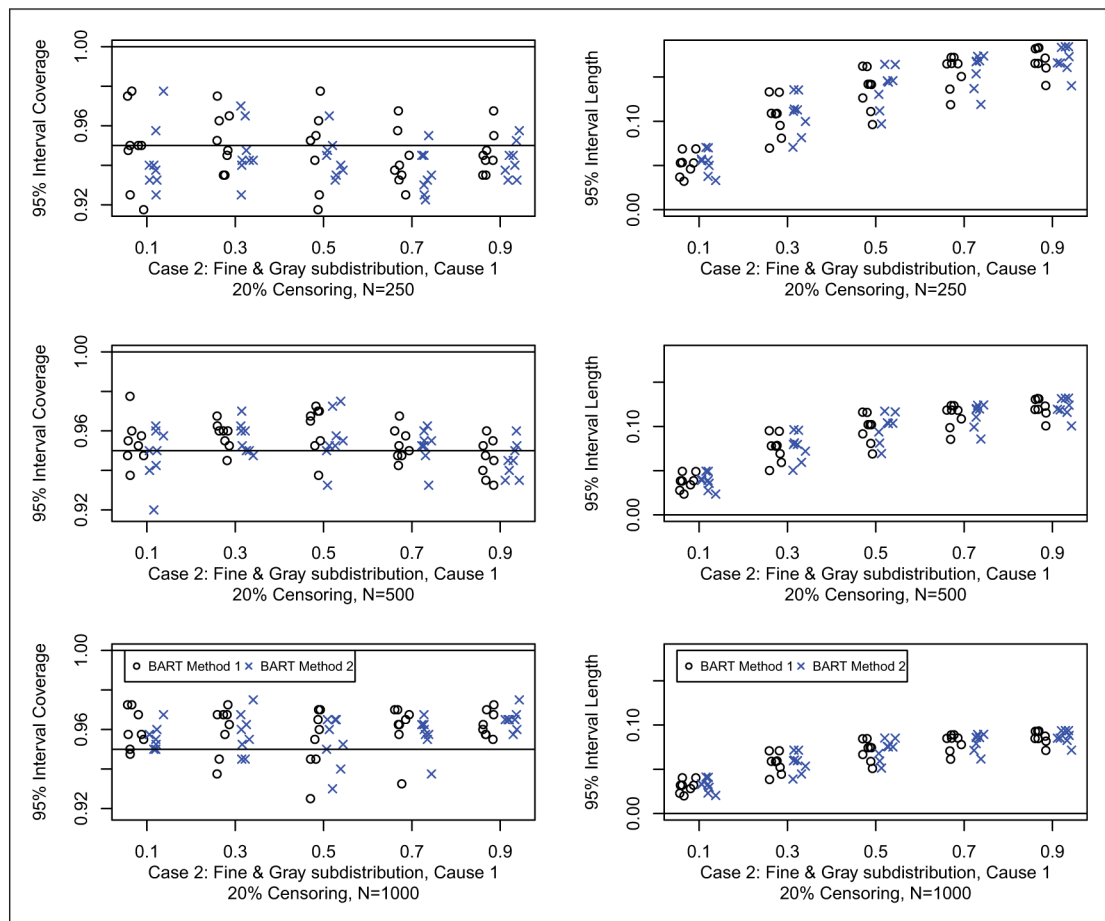 95% Interval Coverage
1.00
0.96
0.92
0.1 0.3 0.5 0.7 0.9
Case 2: Fine & Gray subdistribution, Cause 1
20% Censoring, N=250
95% Interval Length
0.10
0.00
0.1 0.3 0.5 0.7 0.9
Case 2: Fine & Gray subdistribution, Cause 1
20% Censoring, N=250
95% Interval Coverage
1.00
0.96
0.92
0.1 0.3 0.5 0.7 0.9
Case 2: Fine & Gray subdistribution, Cause 1
20% Censoring, N=500
95% Interval Length
0.10
0.00
0.1 0.3 0.5 0.7 0.9
Case 2: Fine & Gray subdistribution, Cause 1
20% Censoring, N=500
95% Interval Coverage
1.00
0.96
0.92
BART Method 1 BART Method 2
0.1 0.3 0.5 0.7 0.9
Case 2: Fine & Gray subdistribution, Cause 1
20% Censoring, N=1000
95% Interval Length
0.10
0.00
BART Method 1 BART Method 2
0.1 0.3 0.5 0.7 0.9
Case 2: Fine & Gray subdistribution, Cause 1
20% Censoring, N=1000